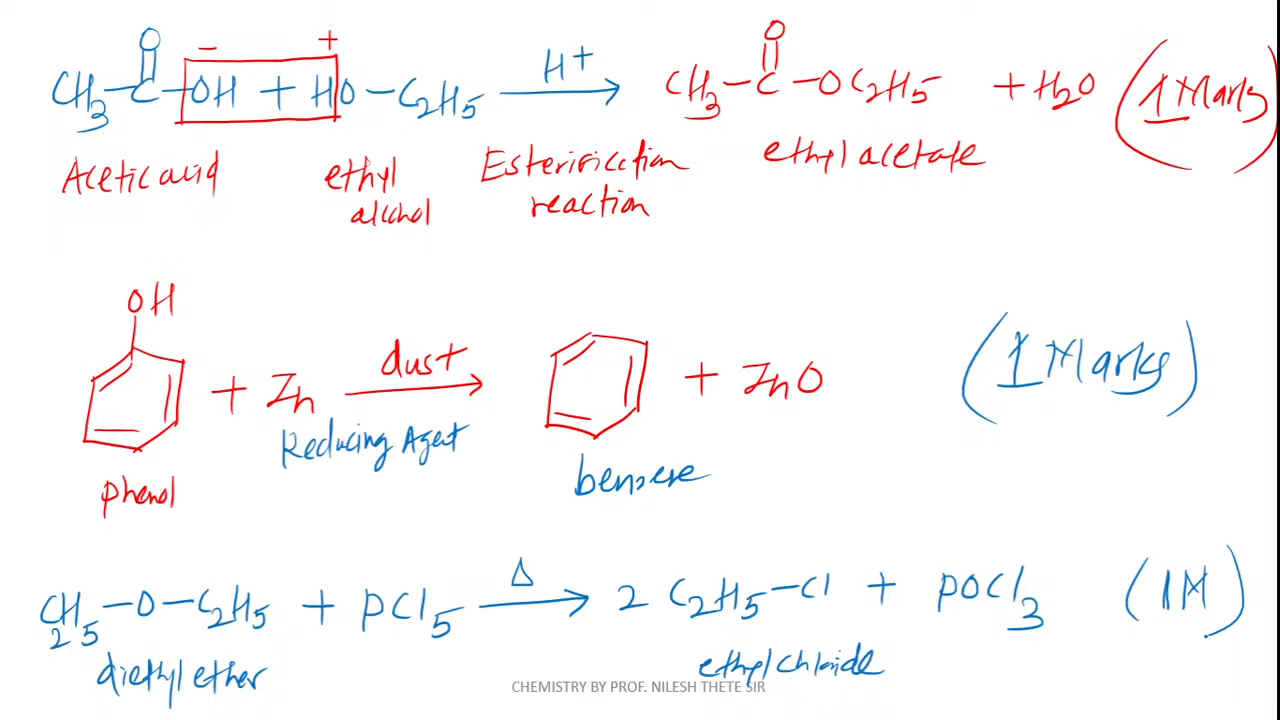 O O
CH3-C-OH + HO-C2H5 H+ → CH3-C-OC2H5 + H2O (1 Marks)
- +
Acetic acid ethyl alcohol Esterification reaction ethyl acetate
OH
+ Zn dust → + ZnO (1 Marks)
Reducing Agent
phenol benzene
C2H5-O-C2H5 + PCl5 Δ → 2 C2H5-Cl + POCl3 (1M)
diethyl ether ethyl chloride
CHEMISTRY BY PROF. NILESH THETE SIR